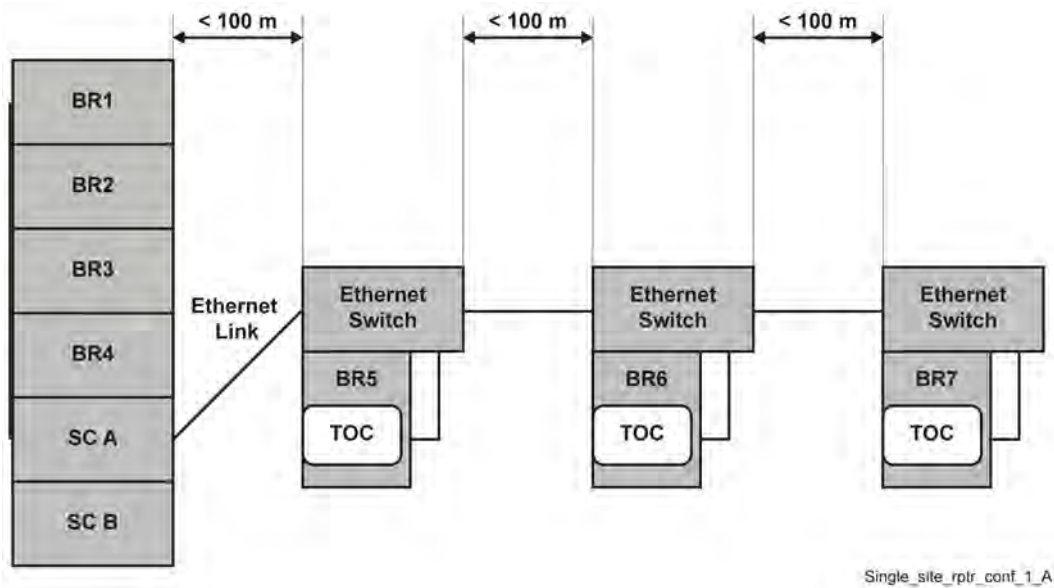 < 100 m
< 100 m
< 100 m
BR1
BR2
BR3
BR4
SC A
SC B
Ethernet
Link
Ethernet
Switch
BR5
TOC
Ethernet
Switch
BR6
TOC
Ethernet
Switch
BR7
TOC
Single_site_rptr_conf_1_A